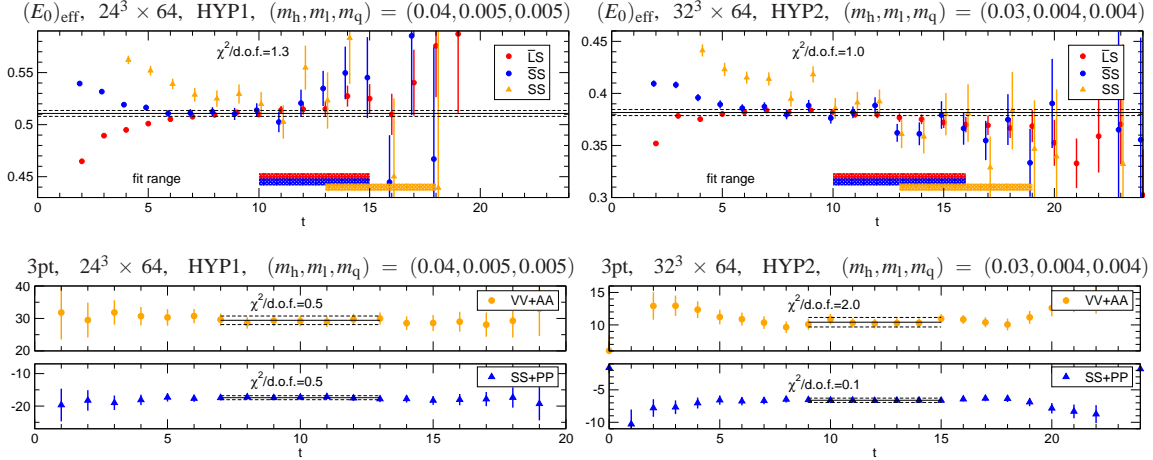 (E₀)eff, 24³ × 64, HYP1, (mh, ml, mq) = (0.04, 0.005, 0.005)
χ²/d.o.f.=1.3
L̅S
S̅S
SS
0.55
0.5
0.45
fit range
0 5 10 15 20
t
(E₀)eff, 32³ × 64, HYP2, (mh, ml, mq) = (0.03, 0.004, 0.004)
χ²/d.o.f.=1.0
L̅S
S̅S
SS
0.45
0.4
0.35
0.3
fit range
0 5 10 15 20
t
3pt, 24³ × 64, HYP1, (mh, ml, mq) = (0.04, 0.005, 0.005)
40
30
20
χ²/d.o.f.=0.5
VV+AA
-10
-20
χ²/d.o.f.=0.5
SS+PP
0 5 10 15 20
t
3pt, 32³ × 64, HYP2, (mh, ml, mq) = (0.03, 0.004, 0.004)
15
10
χ²/d.o.f.=2.0
VV+AA
-5
-10
χ²/d.o.f.=0.1
SS+PP
0 5 10 15 20
t